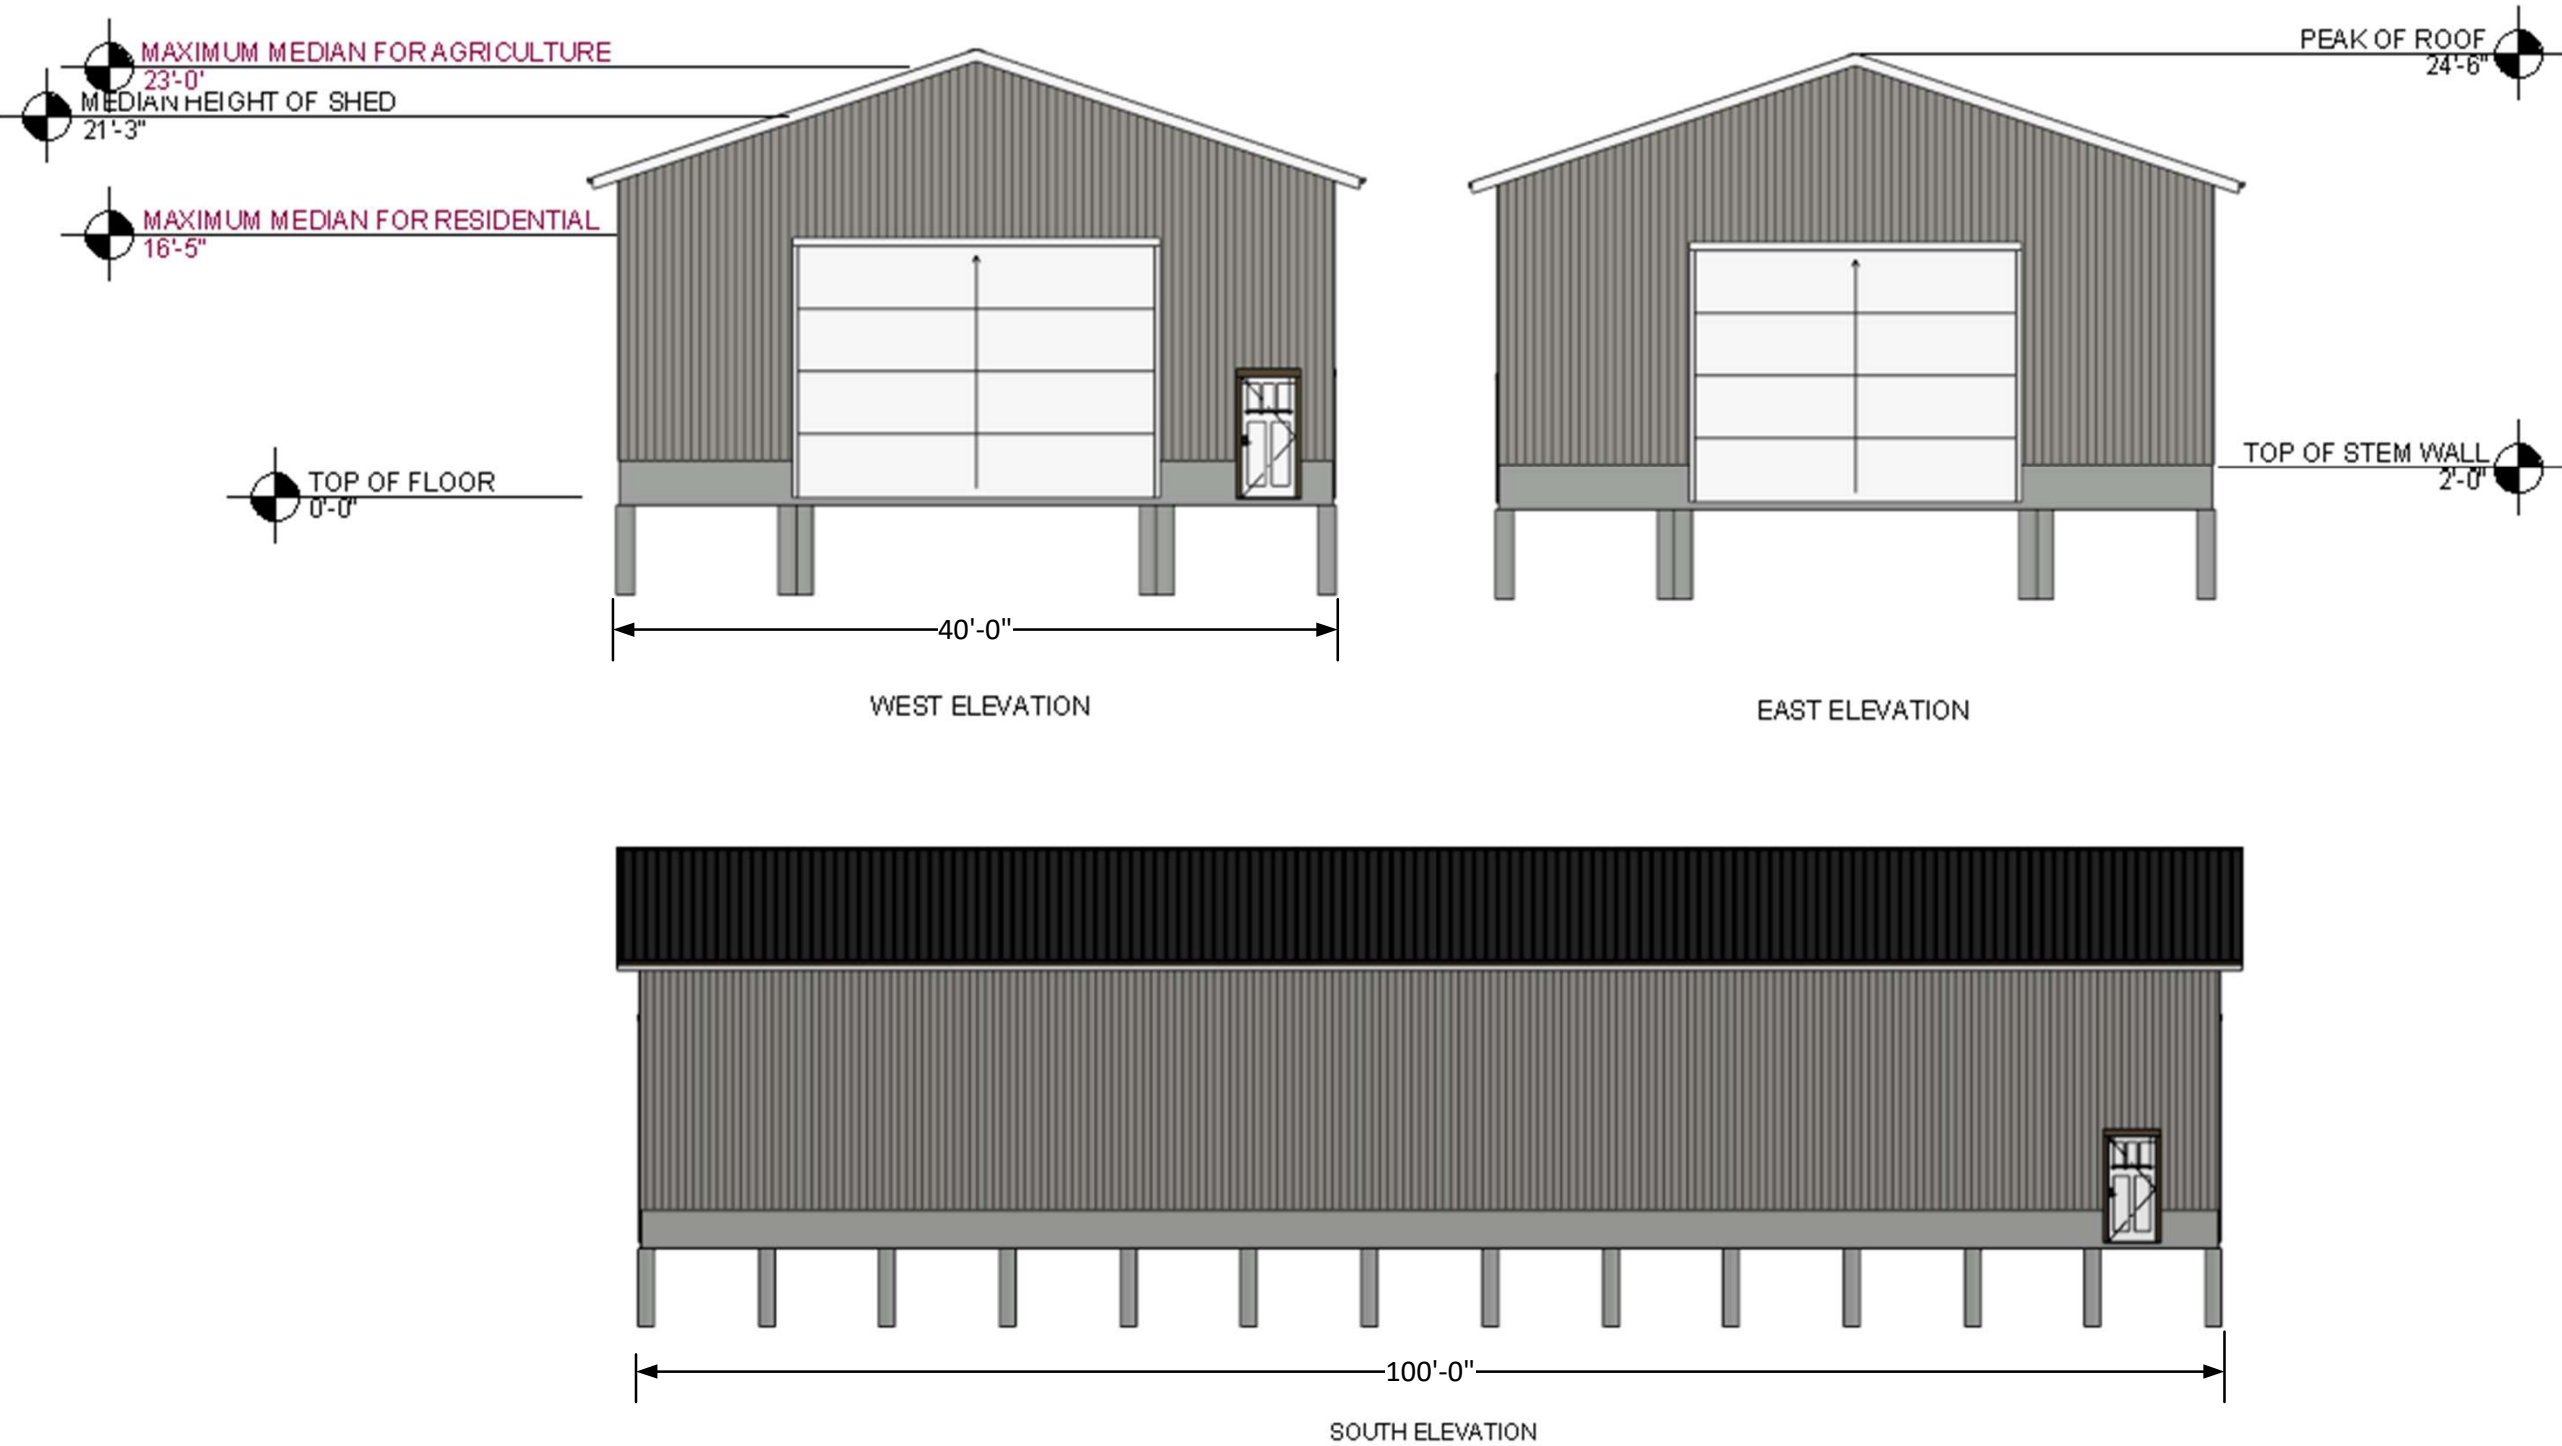 MAXIMUM MEDIAN FOR AGRICULTURE
23'-0'
MEDIAN HEIGHT OF SHED
21'-3"
MAXIMUM MEDIAN FOR RESIDENTIAL
16'-5"
TOP OF FLOOR
0'-0"
PEAK OF ROOF
24'-6"
TOP OF STEM WALL
2'-0"
40'-0"
WEST ELEVATION
EAST ELEVATION
100'-0"
SOUTH ELEVATION